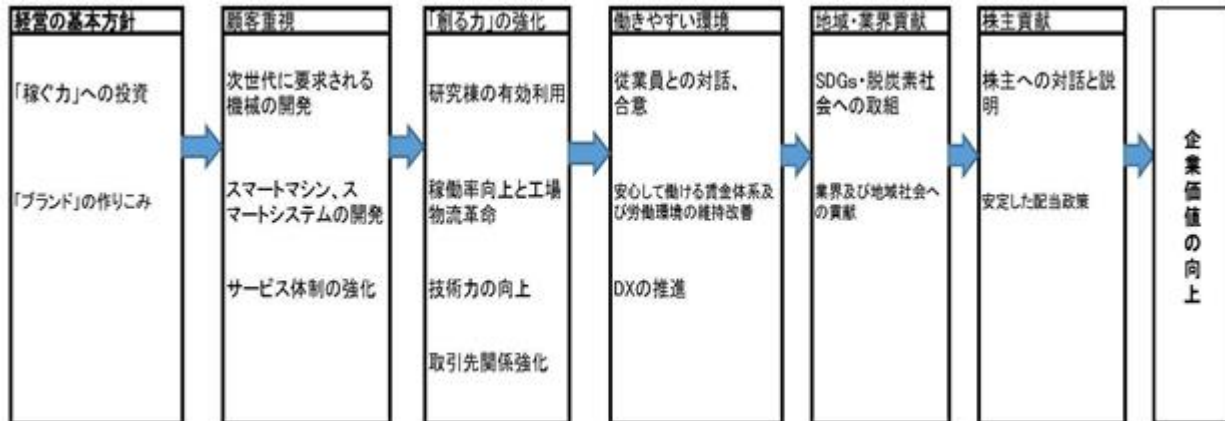 経営の基本方針
「稼ぐ力」への投資
「ブランド」の作りこみ
顧客重視
次世代に要求される
機械の開発
スマートマシン、ス
マートシステムの開発
サービス体制の強化
「創る力」の強化
研究棟の有効利用
稼働率向上と工場
物流革命
技術力の向上
取引先関係強化
働きやすい環境
従業員との対話、
合意
安心して働ける賃金体系及
び労働環境の維持改善
DXの推進
地域・業界貢献
SDGs・脱炭素社
会への取組
業界及び地域社会へ
の貢献
株主貢献
株主への対話と説
明
安定した配当政策
企業価値の向上